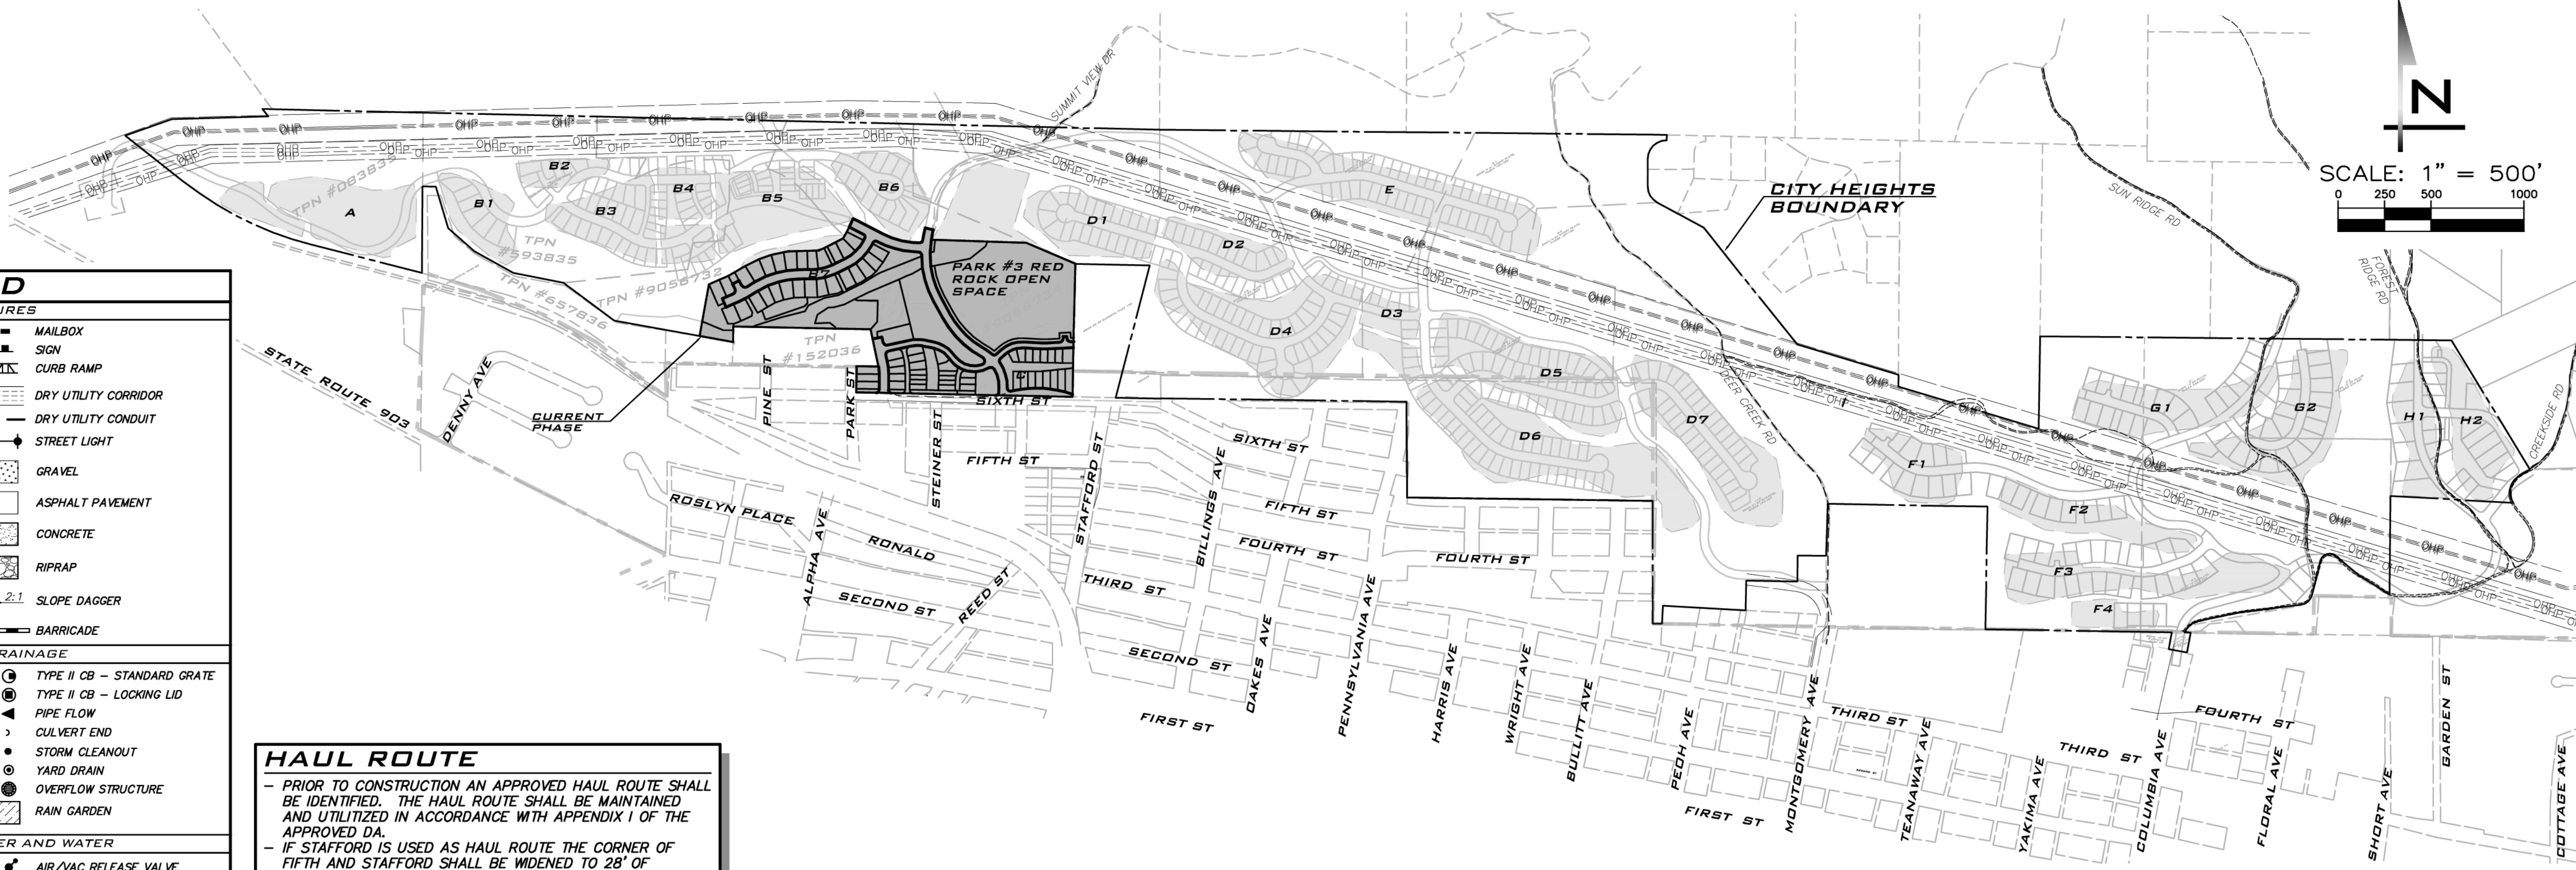 SUMMIT VIEW DR
N
SCALE: 1" = 500'
0 250 500 1000
OHP
CITY HEIGHTS
BOUNDARY
SUN RIDGE RD
FOREST
RIDGE RD
CREEKSIDE RD
DEER CREEK RD
A
B1
B2
B3
B4
B5
B6
B7
C
D1
D2
D3
D4
D5
D6
D7
E
F1
F2
F3
F4
G1
G2
H1
H2
I
TPN
#593B35
TPN #657B36
TPN
#152036
PARK #3 RED
ROCK OPEN
SPACE
CURRENT
PHASE
STATE ROUTE 903
DENNY AVE
PINE ST
PARK ST
SIXTH ST
STEINER ST
FIFTH ST
STAFFORD ST
BILLINGS AVE
SIXTH ST
FIFTH ST
FOURTH ST
FOURTH ST
ROSLYN PLACE
ALPHA AVE
RONALD
REED ST
SECOND ST
THIRD ST
SECOND ST
FIRST ST
OAKES AVE
PENNSYLVANIA AVE
HARRIS AVE
WRIGHT AVE
BULLITT AVE
PEOH AVE
MONTGOMERY AVE
THIRD ST
FIRST ST
TEANAWAY AVE
YAKIMA AVE
THIRD ST
COLUMBIA AVE
FOURTH ST
FLORAL AVE
SHORT AVE
GARDEN ST
COTTAGE AVE
D
URES
MAILBOX
SIGN
CURB RAMP
DRY UTILITY CORRIDOR
DRY UTILITY CONDUIT
STREET LIGHT
GRAVEL
ASPHALT PAVEMENT
CONCRETE
RIPRAP
2:1 SLOPE DAGGER
BARRICADE
RAINAGE
TYPE II CB – STANDARD GRATE
TYPE II CB – LOCKING LID
PIPE FLOW
CULVERT END
STORM CLEANOUT
YARD DRAIN
OVERFLOW STRUCTURE
RAIN GARDEN
ER AND WATER
AIR/VAC RELEASE VALVE
HAUL ROUTE
– PRIOR TO CONSTRUCTION AN APPROVED HAUL ROUTE SHALL
BE IDENTIFIED. THE HAUL ROUTE SHALL BE MAINTAINED
AND UTILITIZED IN ACCORDANCE WITH APPENDIX I OF THE
APPROVED DA.
– IF STAFFORD IS USED AS HAUL ROUTE THE CORNER OF
FIFTH AND STAFFORD SHALL BE WIDENED TO 28' OF